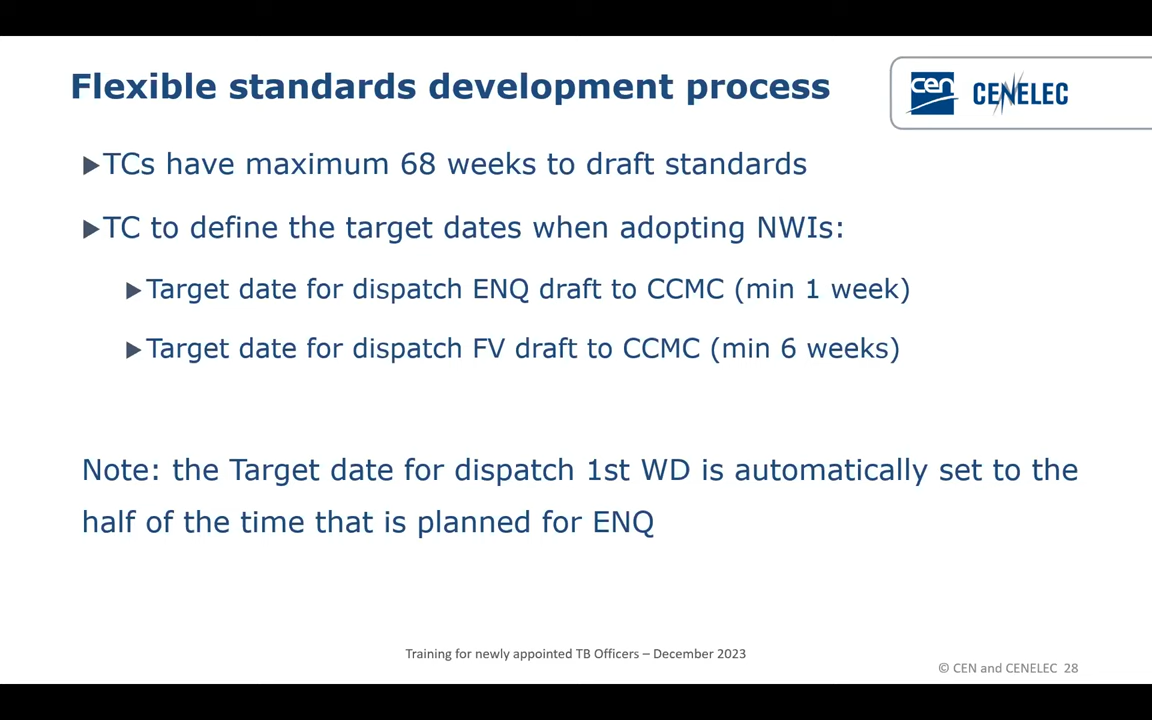 Flexible standards development process
cen CENELEC
▶TCs have maximum 68 weeks to draft standards
▶TC to define the target dates when adopting NWIs:
▶Target date for dispatch ENQ draft to CCMC (min 1 week)
▶Target date for dispatch FV draft to CCMC (min 6 weeks)
Note: the Target date for dispatch 1st WD is automatically set to the
half of the time that is planned for ENQ
Training for newly appointed TB Officers – December 2023
© CEN and CENELEC 28